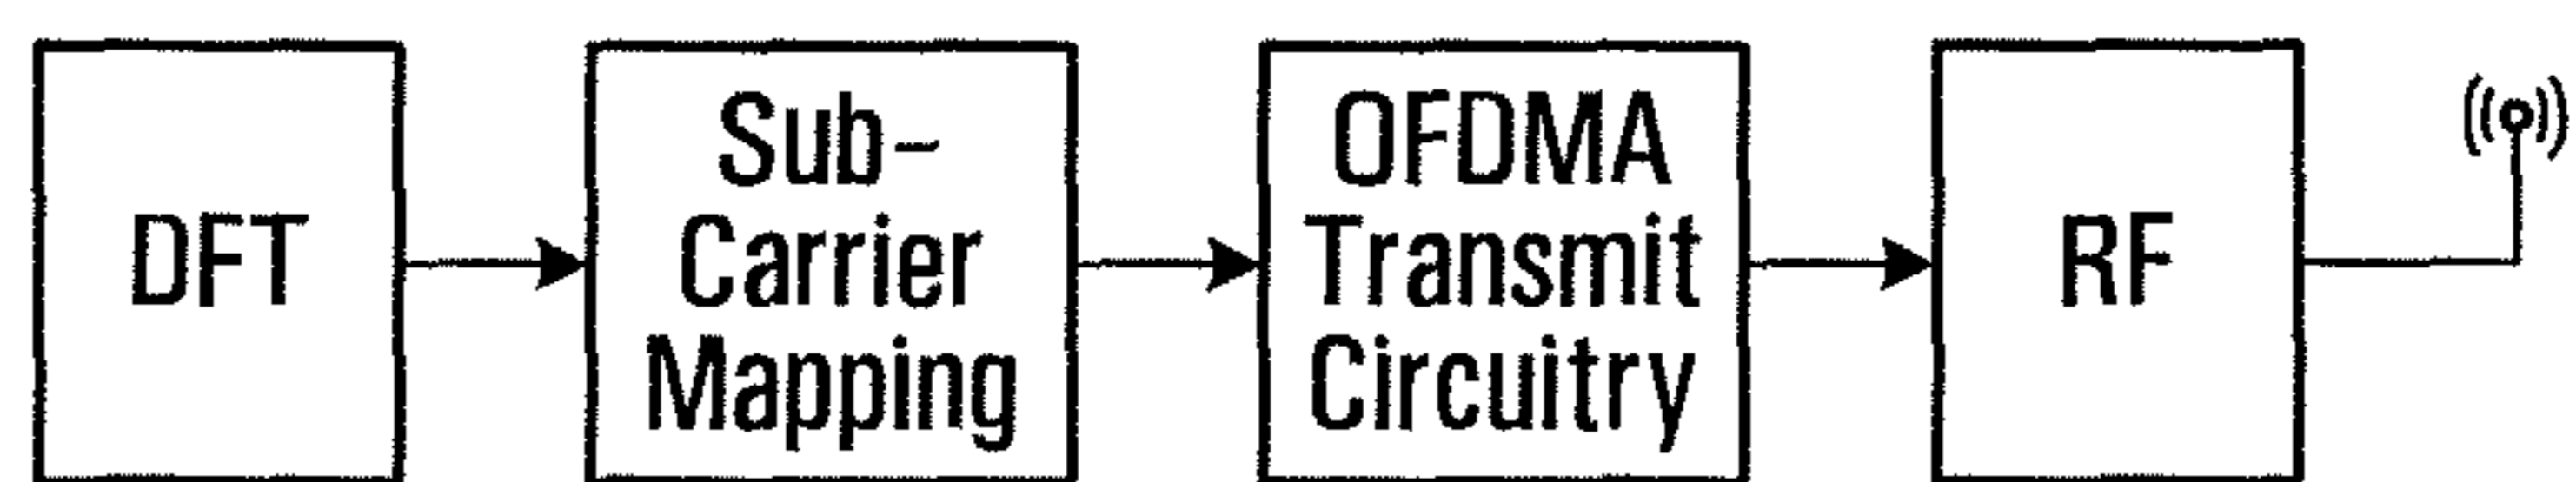 DFT
Sub-
Carrier
Mapping
OFDMA
Transmit
Circuitry
RF